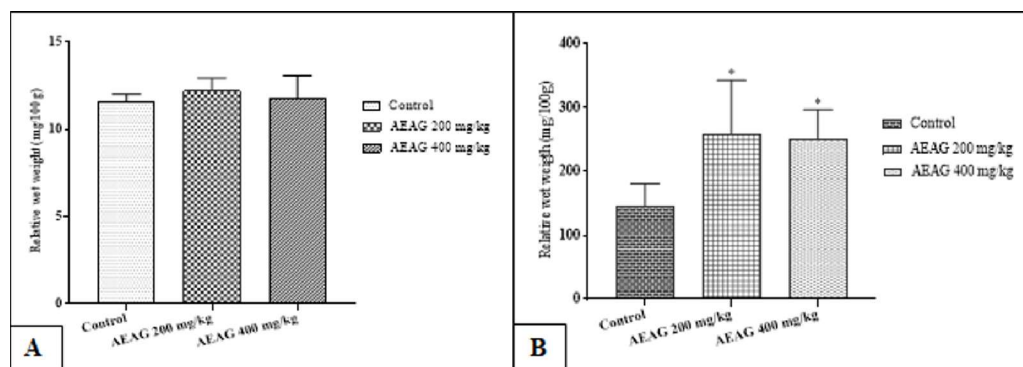 15
10
5
0
Relative wet weight (mg/100 g)
Control
AEAG 200 mg/kg
AEAG 400 mg/kg
Control
AEAG 200 mg/kg
AEAG 400 mg/kg
A
400
300
200
100
0
Relative wet weigth (mg/100g)
*
*
Control
AEAG 200 mg/kg
AEAG 400 mg/kg
Control
AEAG 200 mg/kg
AEAG 400 mg/kg
B